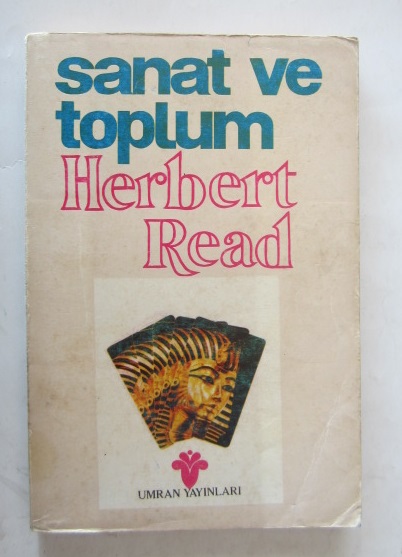 sanat ve
toplum
Herbert
Read
UMRAN YAYINLARI